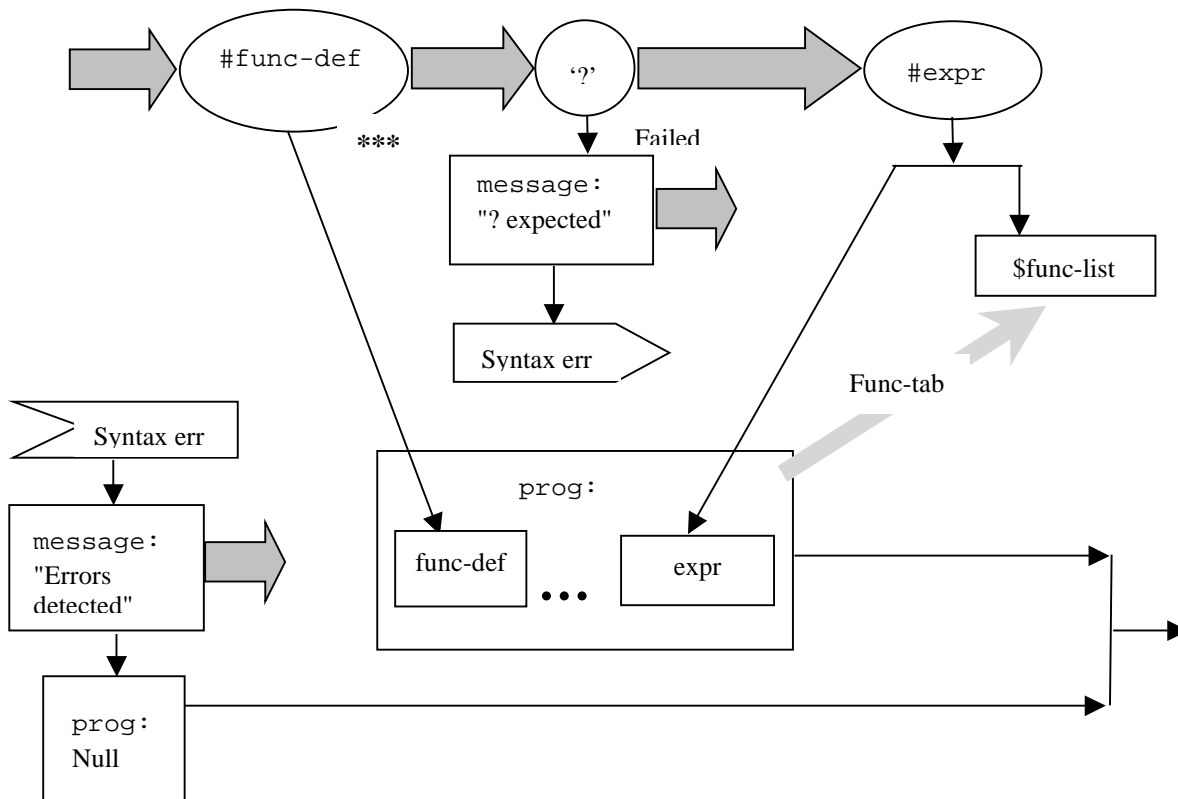 #func-def
‘?’
#expr
***
Failed
message:
"? expected"
$func-list
Syntax err
Func-tab
Syntax err
prog:
message:
"Errors
detected"
func-def
...
expr
prog:
Null